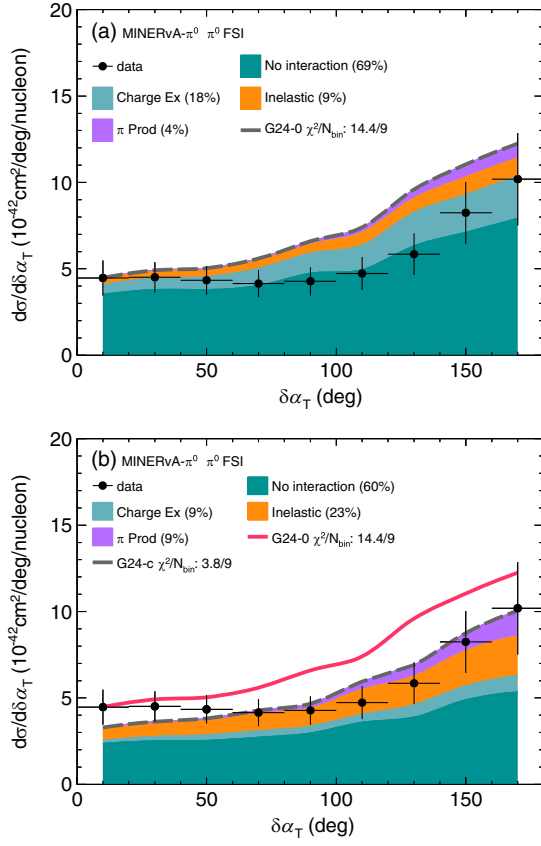 (a) MINERvA-π⁰ π⁰ FSI
data
No interaction (69%)
Charge Ex (18%)
Inelastic (9%)
π Prod (4%)
G24-0 χ²/N_bin: 14.4/9
20
15
10
5
0
dσ/dδα_T (10⁻⁴²cm²/deg/nucleon)
0 50 100 150
δα_T (deg)
(b) MINERvA-π⁰ π⁰ FSI
data
No interaction (60%)
Charge Ex (9%)
Inelastic (23%)
π Prod (9%)
G24-0 χ²/N_bin: 14.4/9
G24-c χ²/N_bin: 3.8/9
20
15
10
5
0
dσ/dδα_T (10⁻⁴²cm²/deg/nucleon)
0 50 100 150
δα_T (deg)